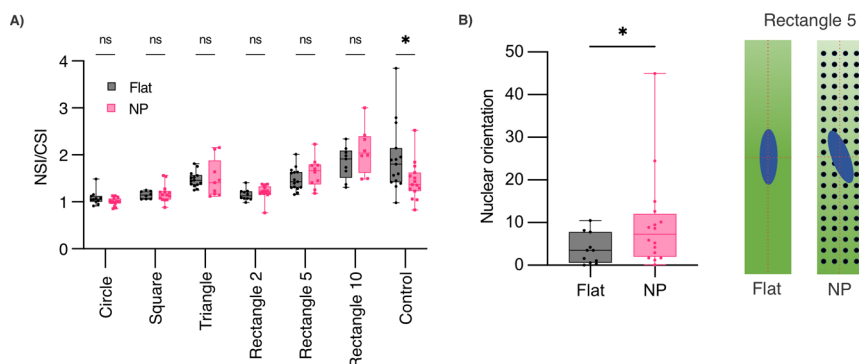 A)
ns
ns
ns
ns
ns
ns
*
4
3
2
1
0
NSI/CSI
Flat
NP
Circle
Square
Triangle
Rectangle 2
Rectangle 5
Rectangle 10
Control
B)
*
50
40
30
20
10
0
Nuclear orientation
Flat
NP
Rectangle 5
Flat
NP